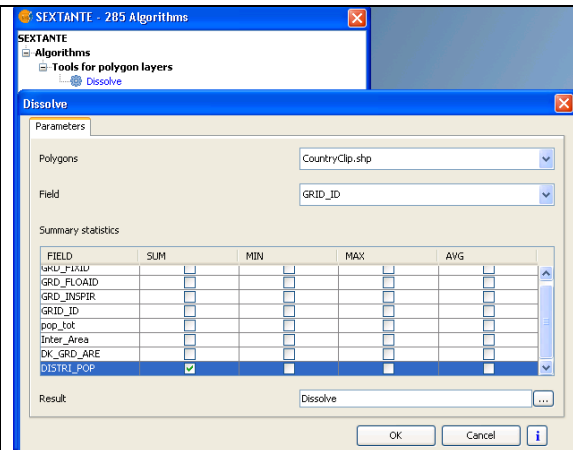 SEXTANTE - 285 Algorithms
SEXTANTE
Algorithms
Tools for polygon layers
Dissolve
Dissolve
Parameters
Polygons CountryClip.shp
Field GRID_ID
Summary statistics
FIELD SUM MIN MAX AVG
GRD_FIXID
GRD_FLOAID
GRD_INSPIR
GRID_ID
pop_tot
Inter_Area
DK_GRD_ARE
DISTRI_POP
Result Dissolve ...
OK Cancel i